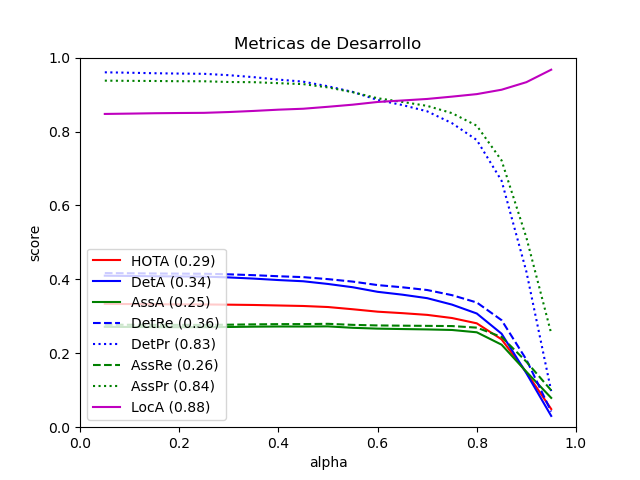 Metricas de Desarrollo
1.0
0.8
0.6
0.4
0.2
0.0
score
HOTA (0.29)
DetA (0.34)
AssA (0.25)
DetRe (0.36)
DetPr (0.83)
AssRe (0.26)
AssPr (0.84)
LocA (0.88)
0.0 0.2 0.4 0.6 0.8 1.0
alpha